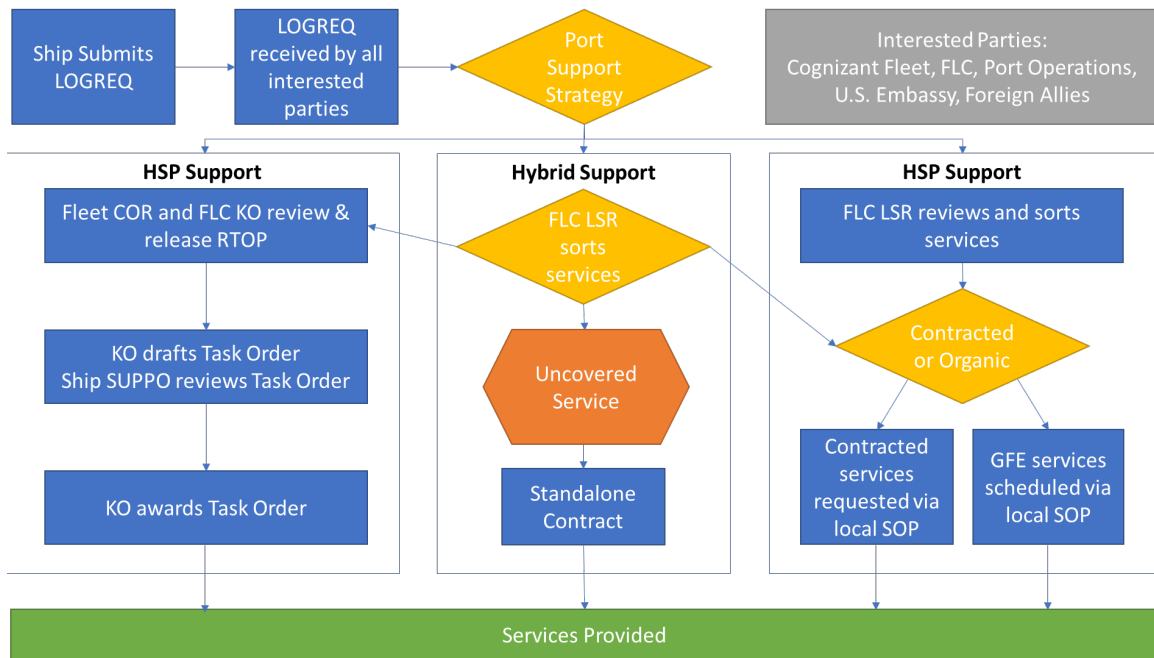 Ship Submits
LOGREQ
LOGREQ
received by all
interested
parties
Port
Support
Strategy
Interested Parties:
Cognizant Fleet, FLC, Port Operations,
U.S. Embassy, Foreign Allies
HSP Support
Fleet COR and FLC KO review &
release RTOP
KO drafts Task Order
Ship SUPPO reviews Task Order
KO awards Task Order
Hybrid Support
FLC LSR
sorts
services
Uncovered
Service
Standalone
Contract
HSP Support
FLC LSR reviews and sorts
services
Contracted
or Organic
Contracted
services
requested via
local SOP
GFE services
scheduled via
local SOP
Services Provided